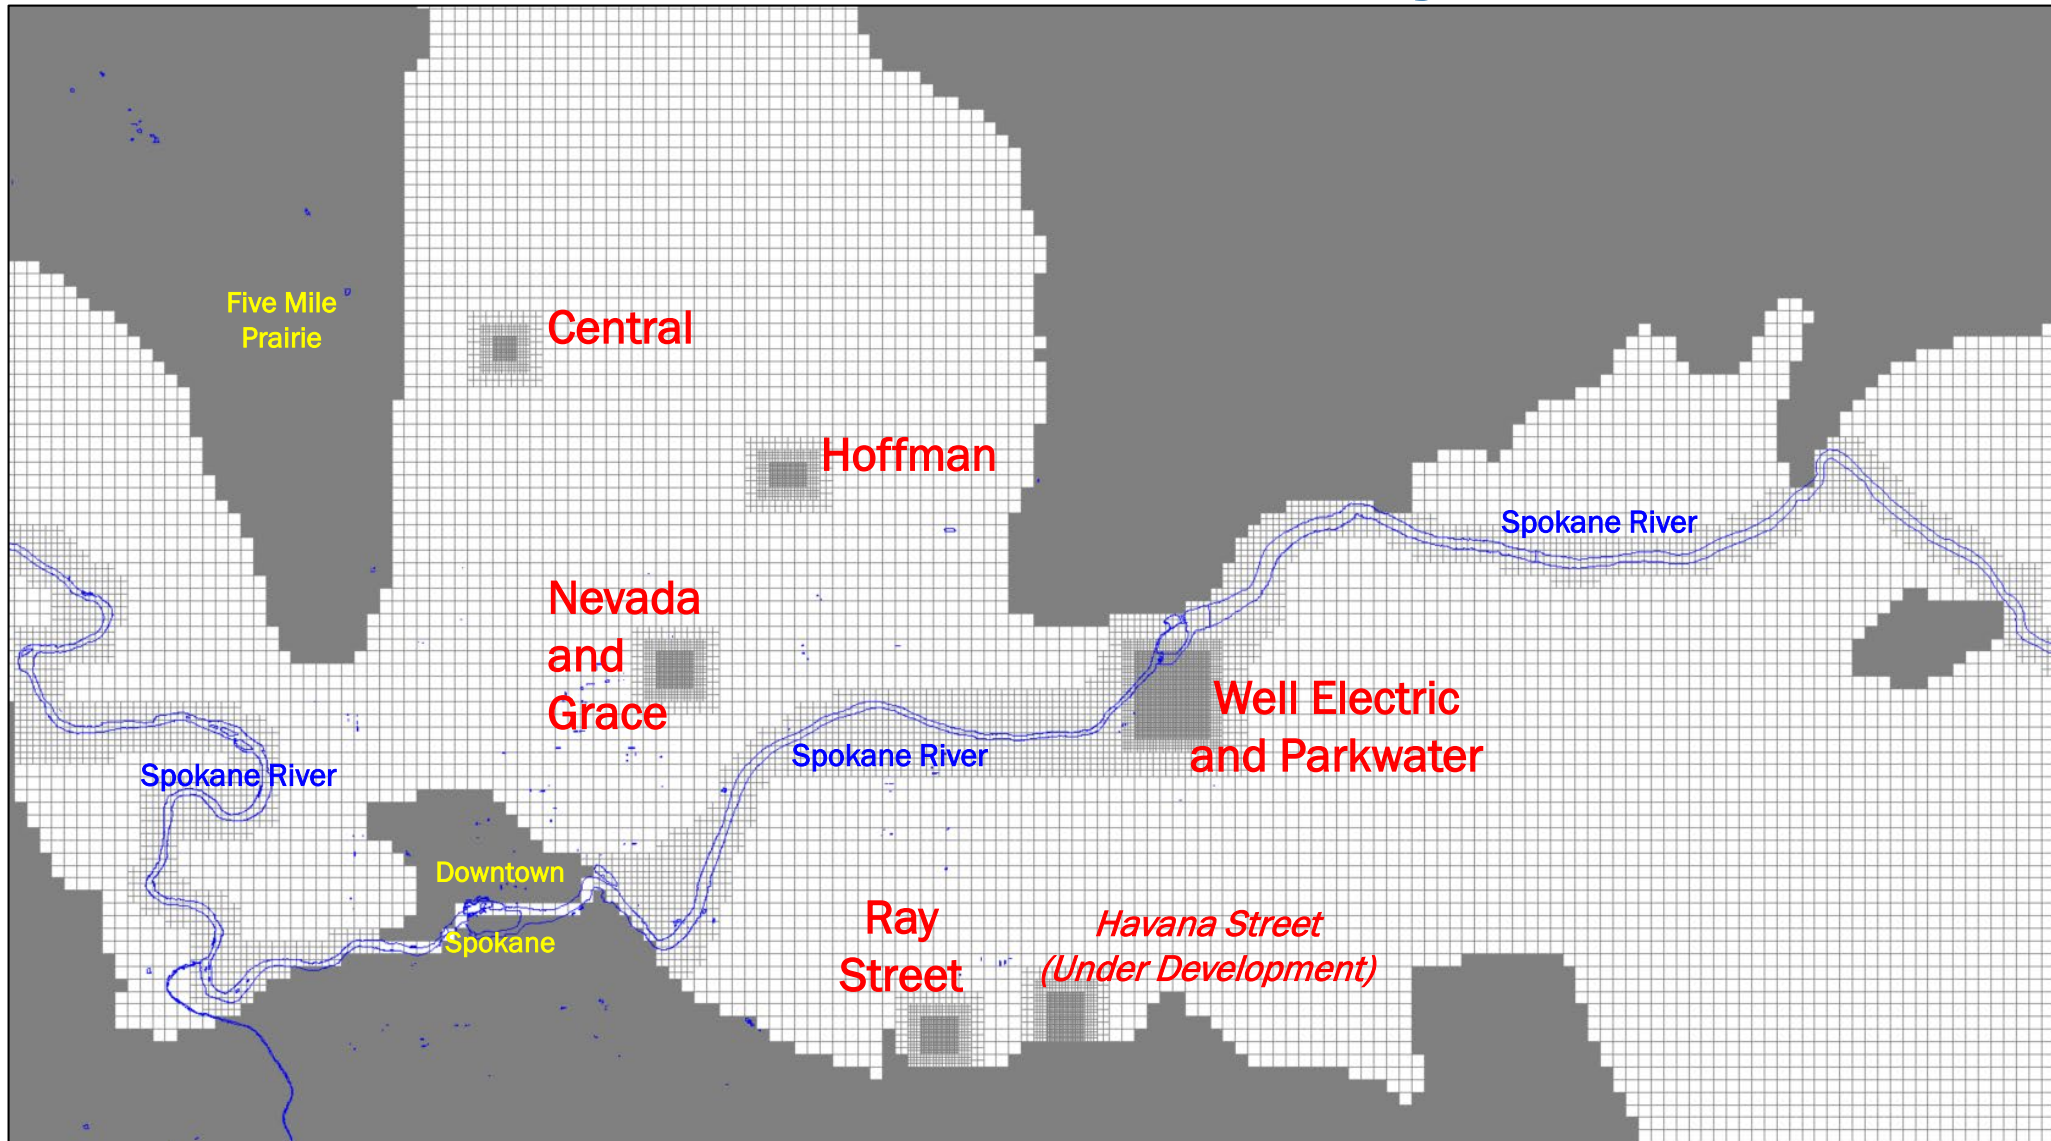 Five Mile
Prairie
Central
Hoffman
Spokane River
Nevada
and
Grace
Well Electric
and Parkwater
Spokane River
Spokane River
Downtown
Spokane
Ray
Street
Havana Street
(Under Development)